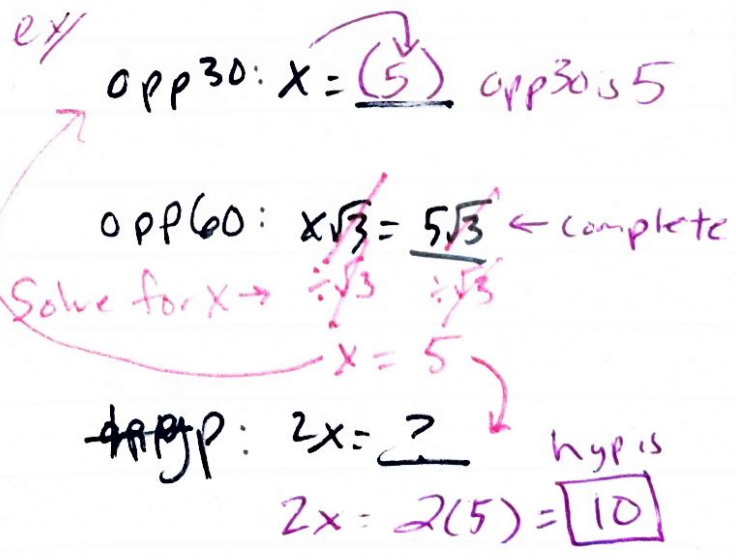 ex/
opp30: x = (5) opp30 is 5
opp60: x√3 = 5√3 ← complete
Solve for x → ÷√3 ÷√3
x = 5
hyp: 2x = ?
hyp is
2x = 2(5) = 10